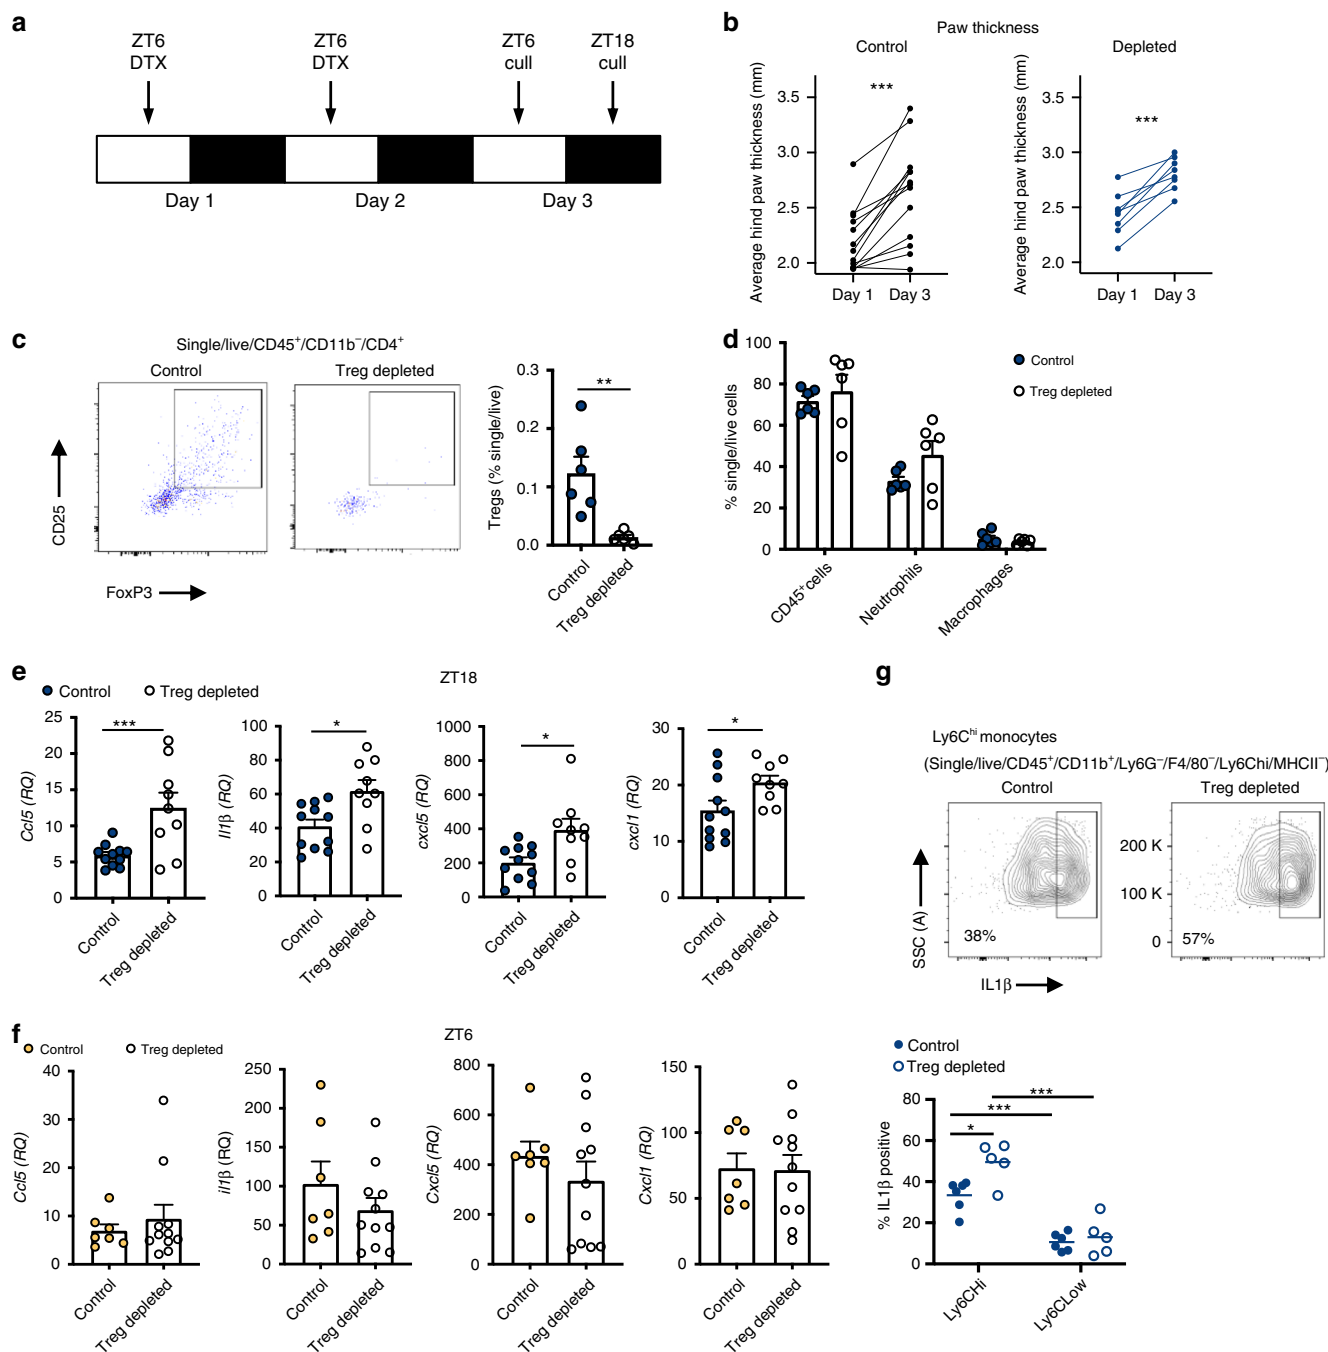 a
ZT6 ZT6 ZT6 ZT18
DTX DTX cull cull
Day 1 Day 2 Day 3
b
Paw thickness
Control Depleted
Average hind paw thickness (mm)
3.5
3.0
2.5
2.0
***
Day 1 Day 3
Average hind paw thickness (mm)
3.5
3.0
2.5
2.0
***
Day 1 Day 3
c
Single/live/CD45⁺/CD11b⁻/CD4⁺
Control Treg depleted
CD25
FoxP3
Tregs (% single/live)
0.3
0.2
0.1
0.0
**
Control
Treg depleted
d
% single/live cells
100
80
60
40
20
0
Control
Treg depleted
CD45⁺cells
Neutrophils
Macrophages
e
Control Treg depleted
ZT18
Ccl5 (RQ)
25
20
15
10
5
0
***
Control
Treg depleted
Il1β (RQ)
100
80
60
40
20
0
*
Control
Treg depleted
cxcl5 (RQ)
1000
800
600
400
200
0
*
Control
Treg depleted
cxcl1 (RQ)
30
20
10
0
*
Control
Treg depleted
f
Control Treg depleted
ZT6
Ccl5 (RQ)
40
30
20
10
0
Control
Treg depleted
il1β (RQ)
250
200
150
100
50
0
Control
Treg depleted
Cxcl5 (RQ)
800
600
400
200
0
Control
Treg depleted
Cxcl1 (RQ)
150
100
50
0
Control
Treg depleted
g
Ly6Cʰⁱ monocytes
(Single/live/CD45⁺/CD11b⁺/Ly6G⁻/F4/80⁻/Ly6Chi/MHCII⁻)
Control Treg depleted
SSC (A)
38%
IL1β
200 K
100 K
0
57%
Control
Treg depleted
% IL1β positive
80
60
40
20
0
***
***
*
Ly6CHi
Ly6CLow